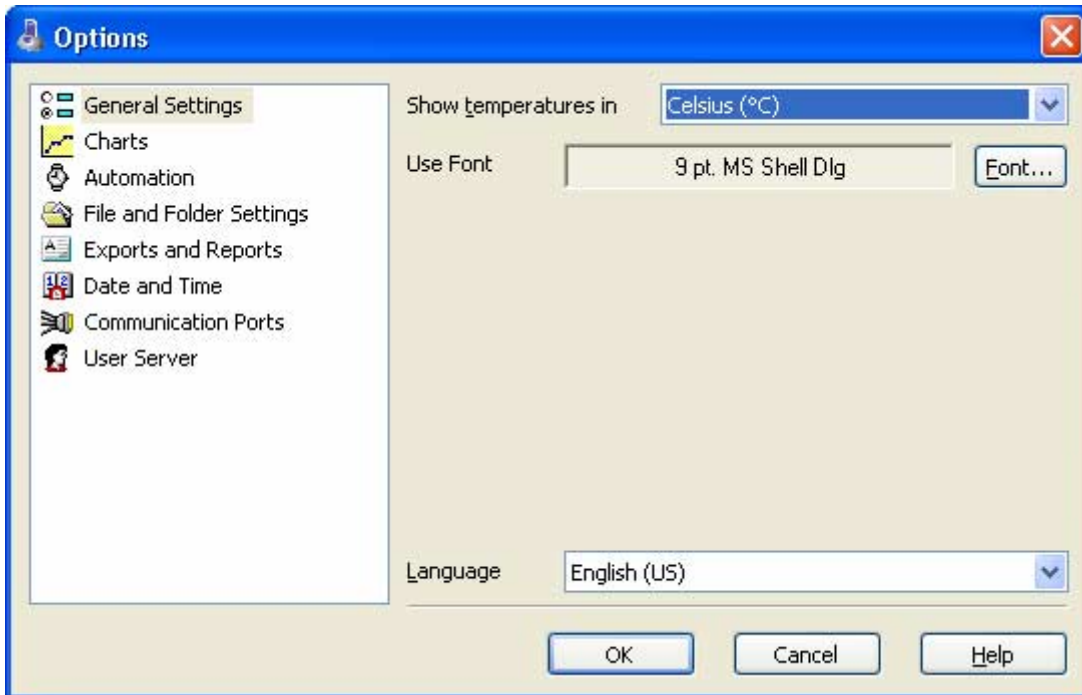 Options
General Settings
Charts
Automation
File and Folder Settings
Exports and Reports
Date and Time
Communication Ports
User Server
Show temperatures in Celsius (°C)
Use Font 9 pt. MS Shell Dlg Font...
Language English (US)
OK Cancel Help